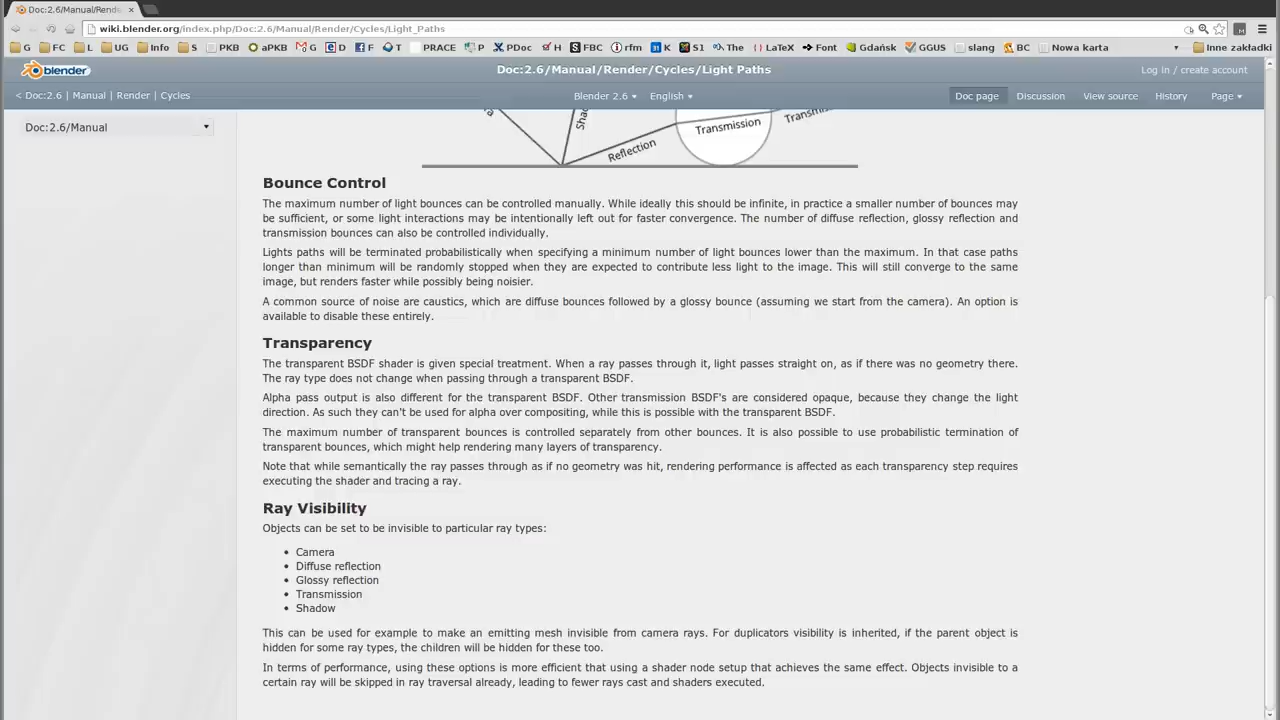 Doc:2.6/Manual/Rende
wiki.blender.org/index.php/Doc:2.6/Manual/Render/Cycles/Light_Paths
G FC L UG Info S PKB aPKB G D F T PRACE P PDoc H FBC rfm K S1 The LaTeX Font Gdańsk GGUS slang BC Nowa karta Inne zakładki
blender Doc:2.6/Manual/Render/Cycles/Light Paths Log in / create account
< Doc:2.6 | Manual | Render | Cycles Blender 2.6 English Doc page Discussion View source History Page
Doc:2.6/Manual
Transmission
Reflection
Bounce Control
The maximum number of light bounces can be controlled manually. While ideally this should be infinite, in practice a smaller number of bounces may
be sufficient, or some light interactions may be intentionally left out for faster convergence. The number of diffuse reflection, glossy reflection and
transmission bounces can also be controlled individually.
Lights paths will be terminated probabilistically when specifying a minimum number of light bounces lower than the maximum. In that case paths
longer than minimum will be randomly stopped when they are expected to contribute less light to the image. This will still converge to the same
image, but renders faster while possibly being noisier.
A common source of noise are caustics, which are diffuse bounces followed by a glossy bounce (assuming we start from the camera). An option is
available to disable these entirely.
Transparency
The transparent BSDF shader is given special treatment. When a ray passes through it, light passes straight on, as if there was no geometry there.
The ray type does not change when passing through a transparent BSDF.
Alpha pass output is also different for the transparent BSDF. Other transmission BSDF's are considered opaque, because they change the light
direction. As such they can't be used for alpha over compositing, while this is possible with the transparent BSDF.
The maximum number of transparent bounces is controlled separately from other bounces. It is also possible to use probabilistic termination of
transparent bounces, which might help rendering many layers of transparency.
Note that while semantically the ray passes through as if no geometry was hit, rendering performance is affected as each transparency step requires
executing the shader and tracing a ray.
Ray Visibility
Objects can be set to be invisible to particular ray types:
• Camera
• Diffuse reflection
• Glossy reflection
• Transmission
• Shadow
This can be used for example to make an emitting mesh invisible from camera rays. For duplicators visibility is inherited, if the parent object is
hidden for some ray types, the children will be hidden for these too.
In terms of performance, using these options is more efficient that using a shader node setup that achieves the same effect. Objects invisible to a
certain ray will be skipped in ray traversal already, leading to fewer rays cast and shaders executed.